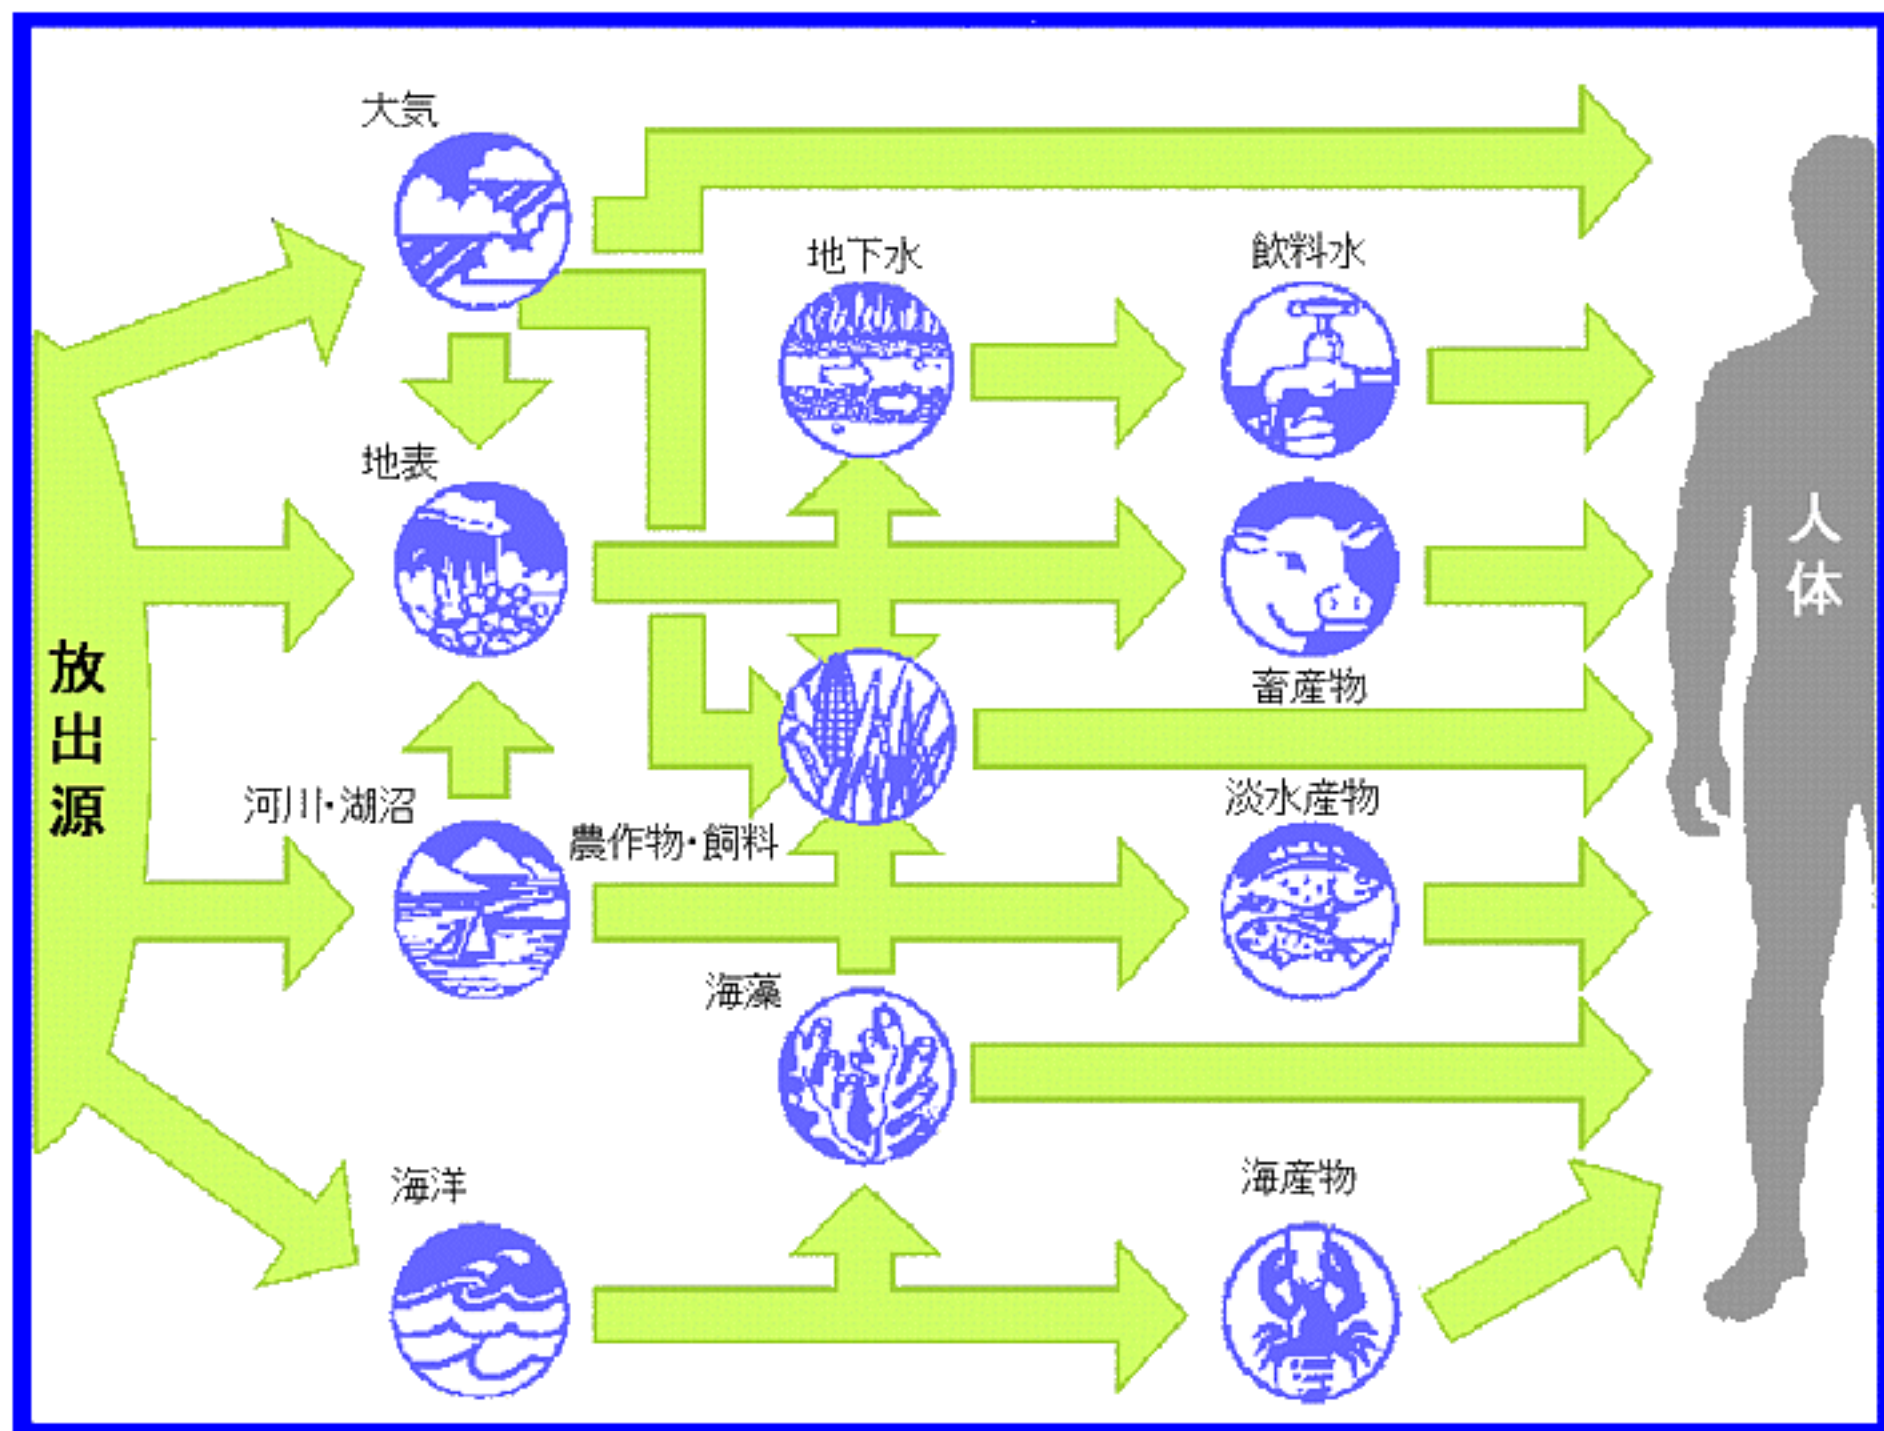 大気
地下水
飲料水
地表
人体
放出源
畜産物
河川・湖沼
農作物・飼料
淡水産物
海藻
海洋
海産物